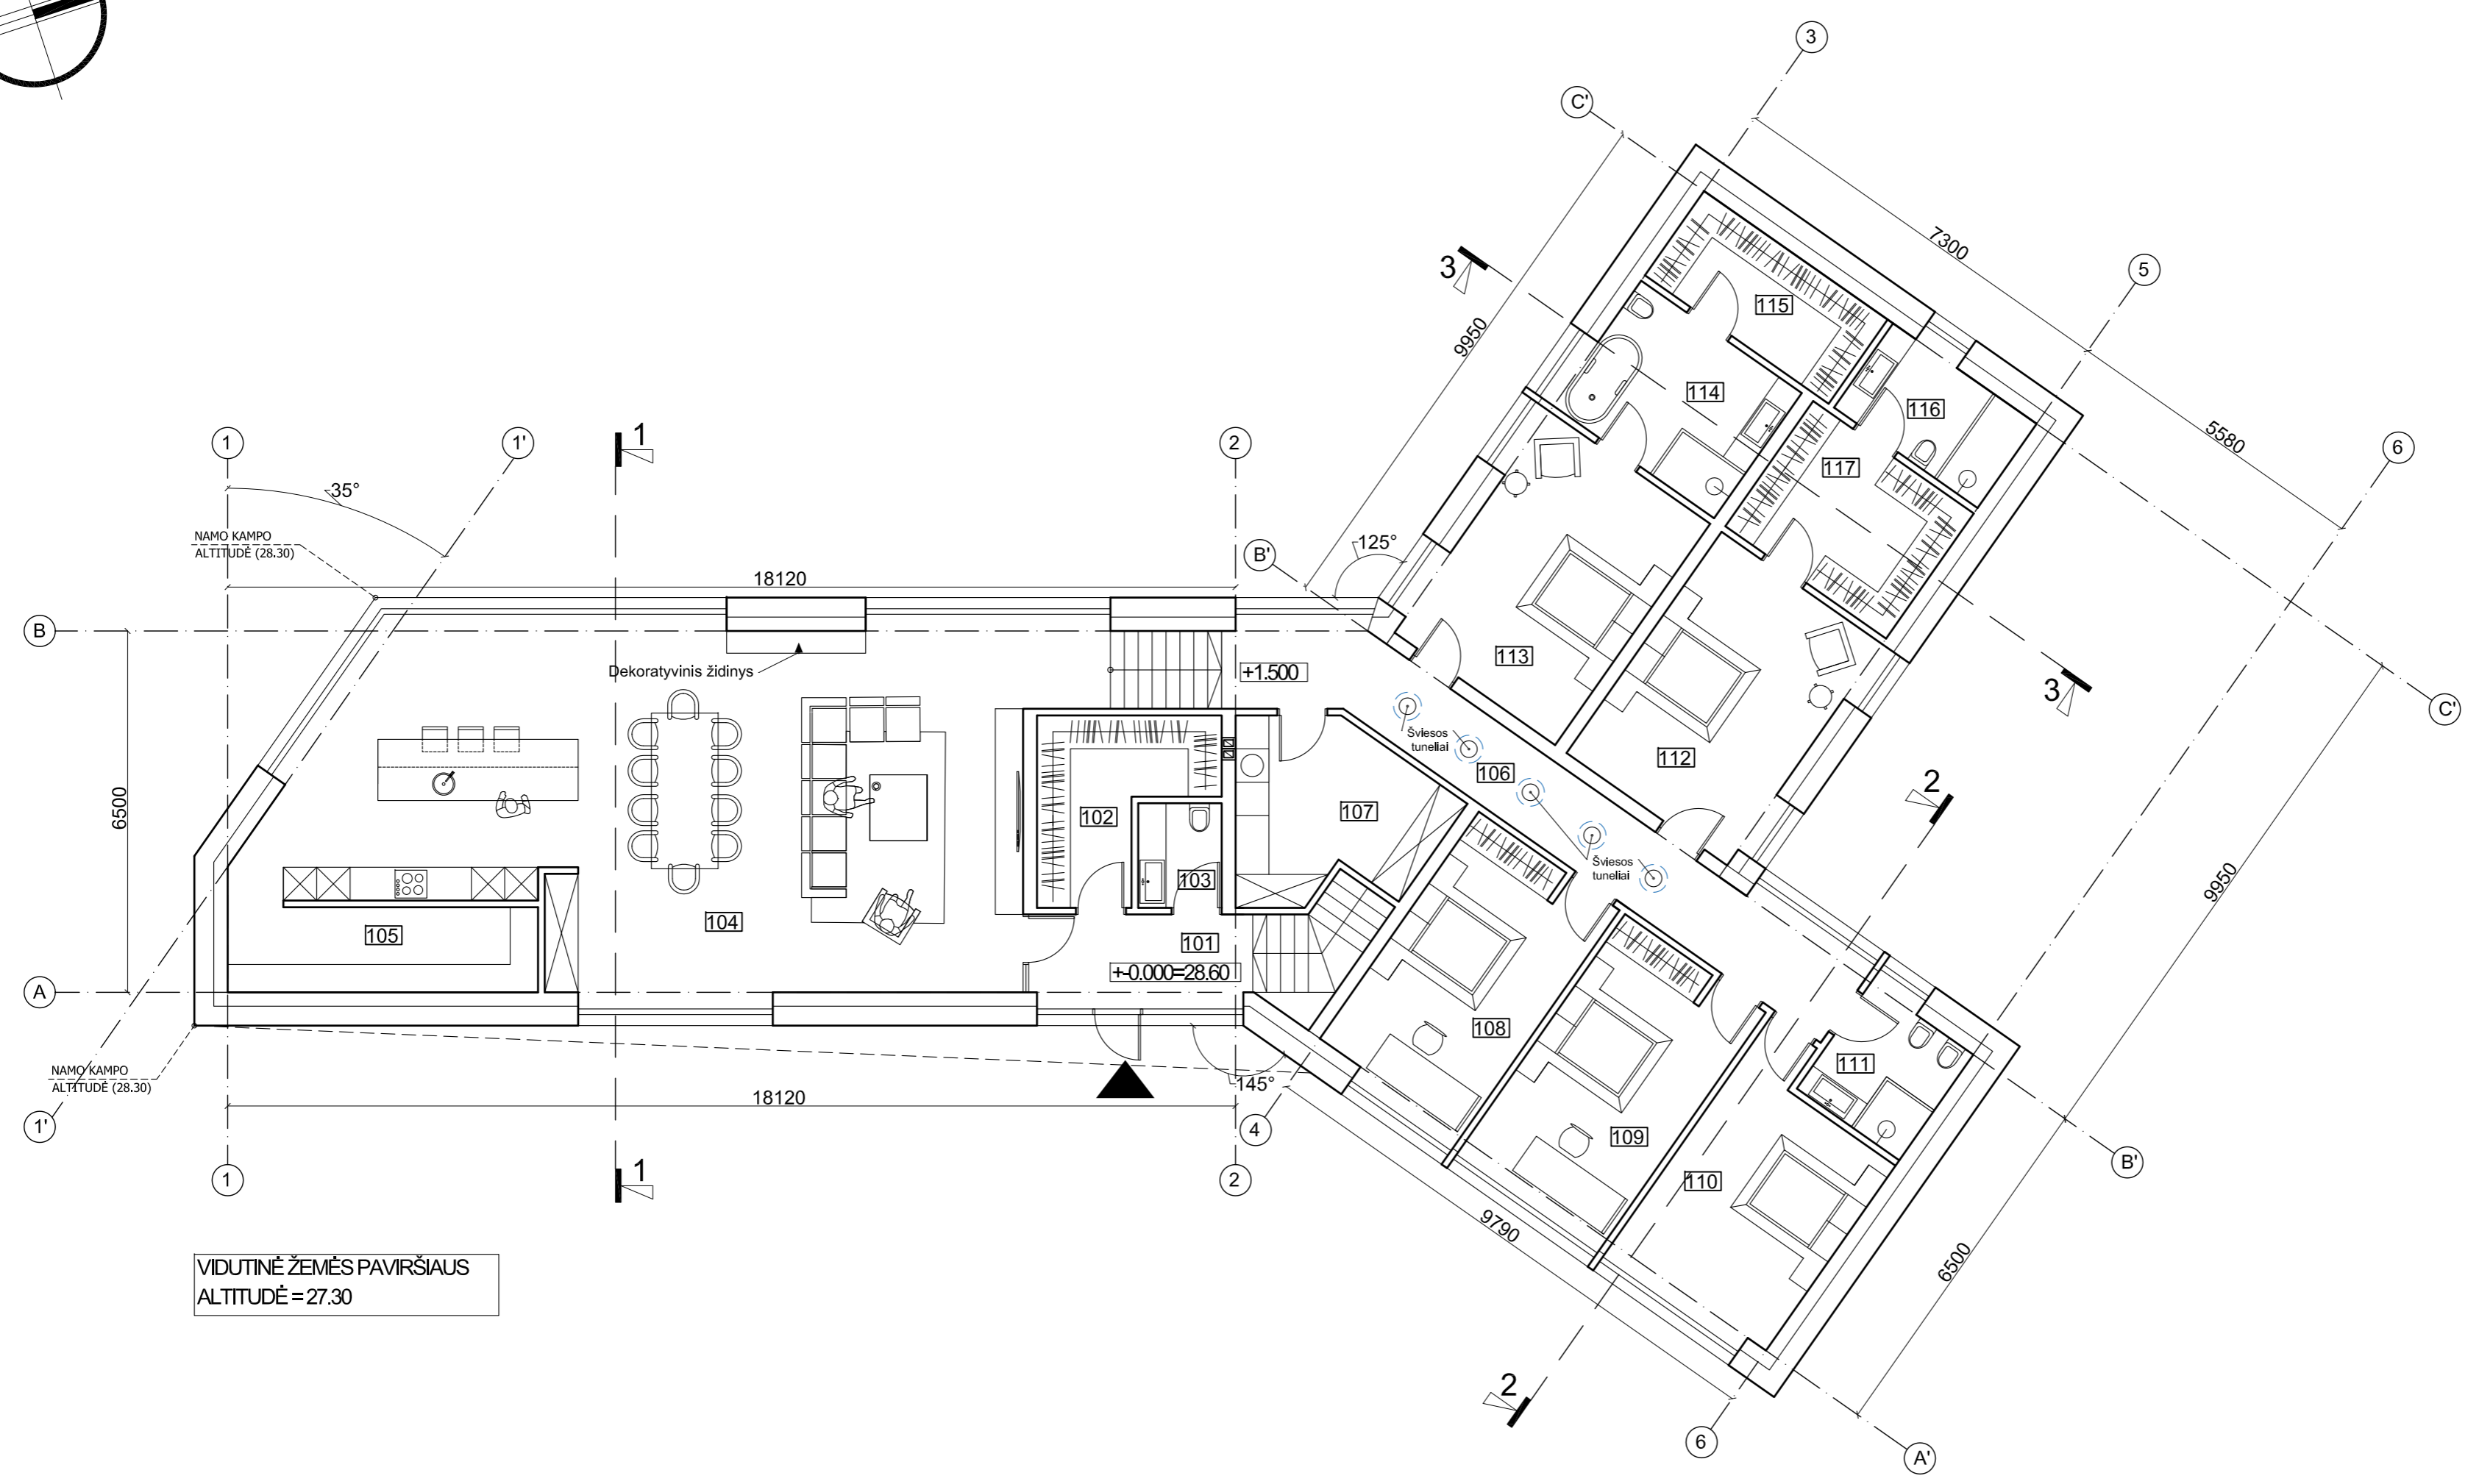 3
C'
7300
3
5
9950
115
114
116
5580
1
1'
1
2
117
6
35°
NAMO KAMPO
ALTITUDĖ (28.30)
125°
B'
18120
B
Dekoratyvinis židinys
+1.500
113
3
C'
Šviesos
tuneliai
112
106
2
6500
102
107
103
Šviesos
tuneliai
9950
104
105
101
+-0.000=28.60
A
108
NAMO KAMPO
ALTITUDĖ (28.30)
111
145°
18120
1'
4
109
B'
1
1
2
110
9790
6500
VIDUTINĖ ŽEMĖS PAVIRŠIAUS
ALTITUDĖ = 27.30
2
6
A'